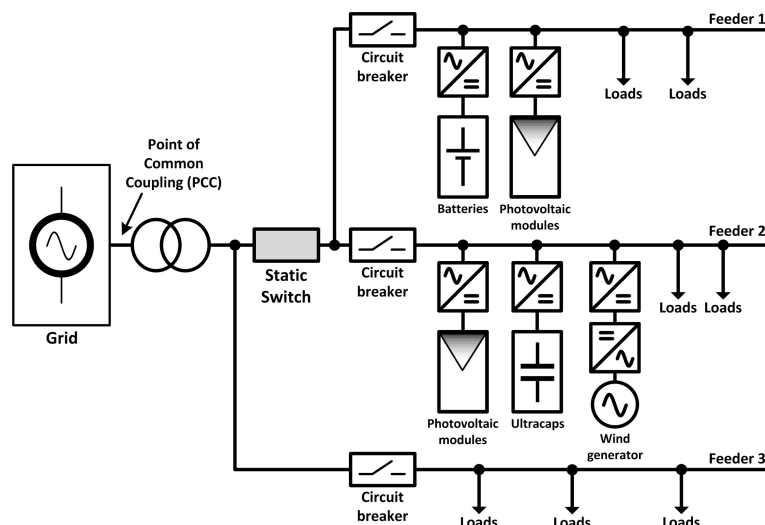 Feeder 1
Circuit
breaker
Loads
Loads
Point of
Common
Coupling (PCC)
Batteries
Photovoltaic
modules
Feeder 2
Static
Switch
Circuit
breaker
Loads
Loads
Grid
Photovoltaic
modules
Ultracaps
Wind
generator
Feeder 3
Circuit
breaker
Loads
Loads
Loads